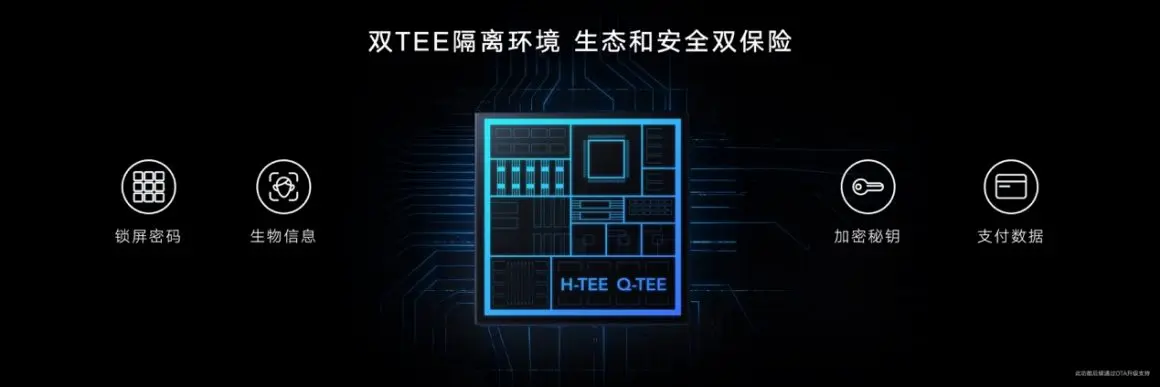 双TEE隔离环境 生态和安全双保险
锁屏密码
生物信息
加密秘钥
支付数据
H-TEE Q-TEE
此功能后续通过OTA升级支持